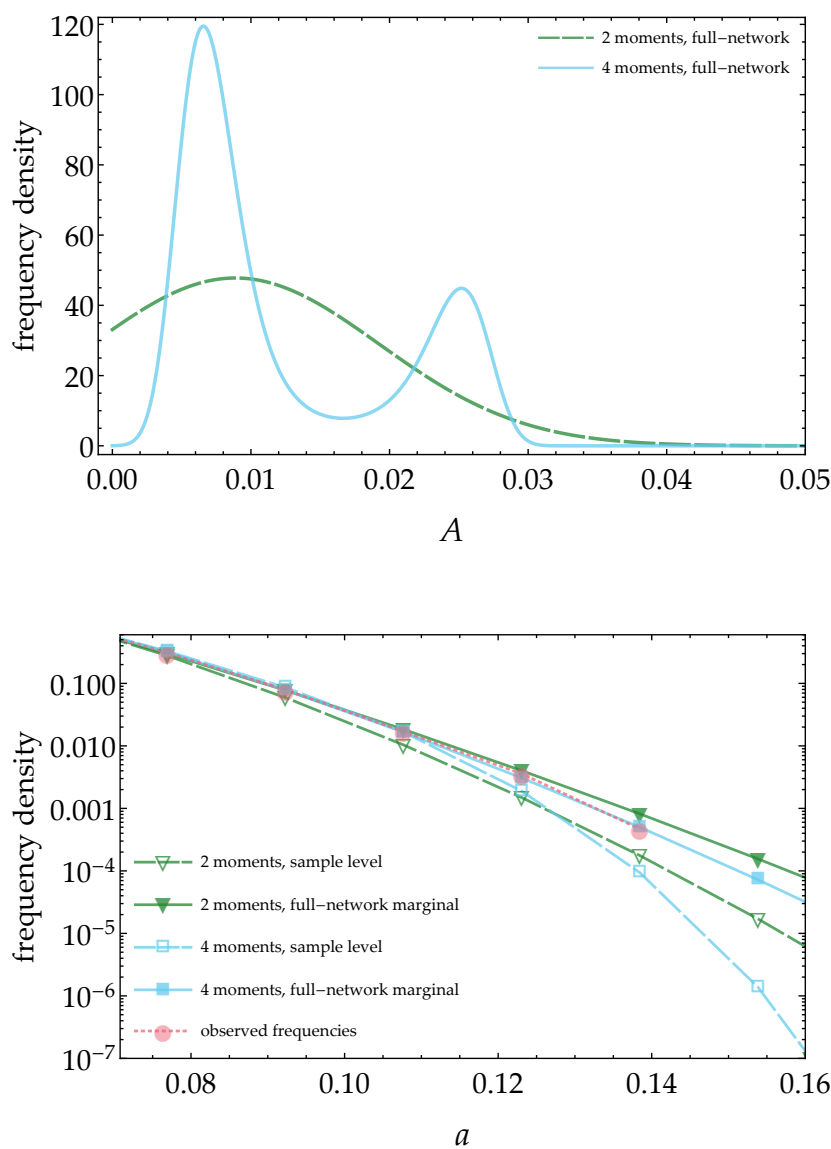 120
100
80
60
40
20
0
frequency density
2 moments, full−network
4 moments, full−network
0.00 0.01 0.02 0.03 0.04 0.05
A
0.100
0.010
0.001
10−4
10−5
10−6
10−7
frequency density
2 moments, sample level
2 moments, full−network marginal
4 moments, sample level
4 moments, full−network marginal
observed frequencies
0.08 0.10 0.12 0.14 0.16
a